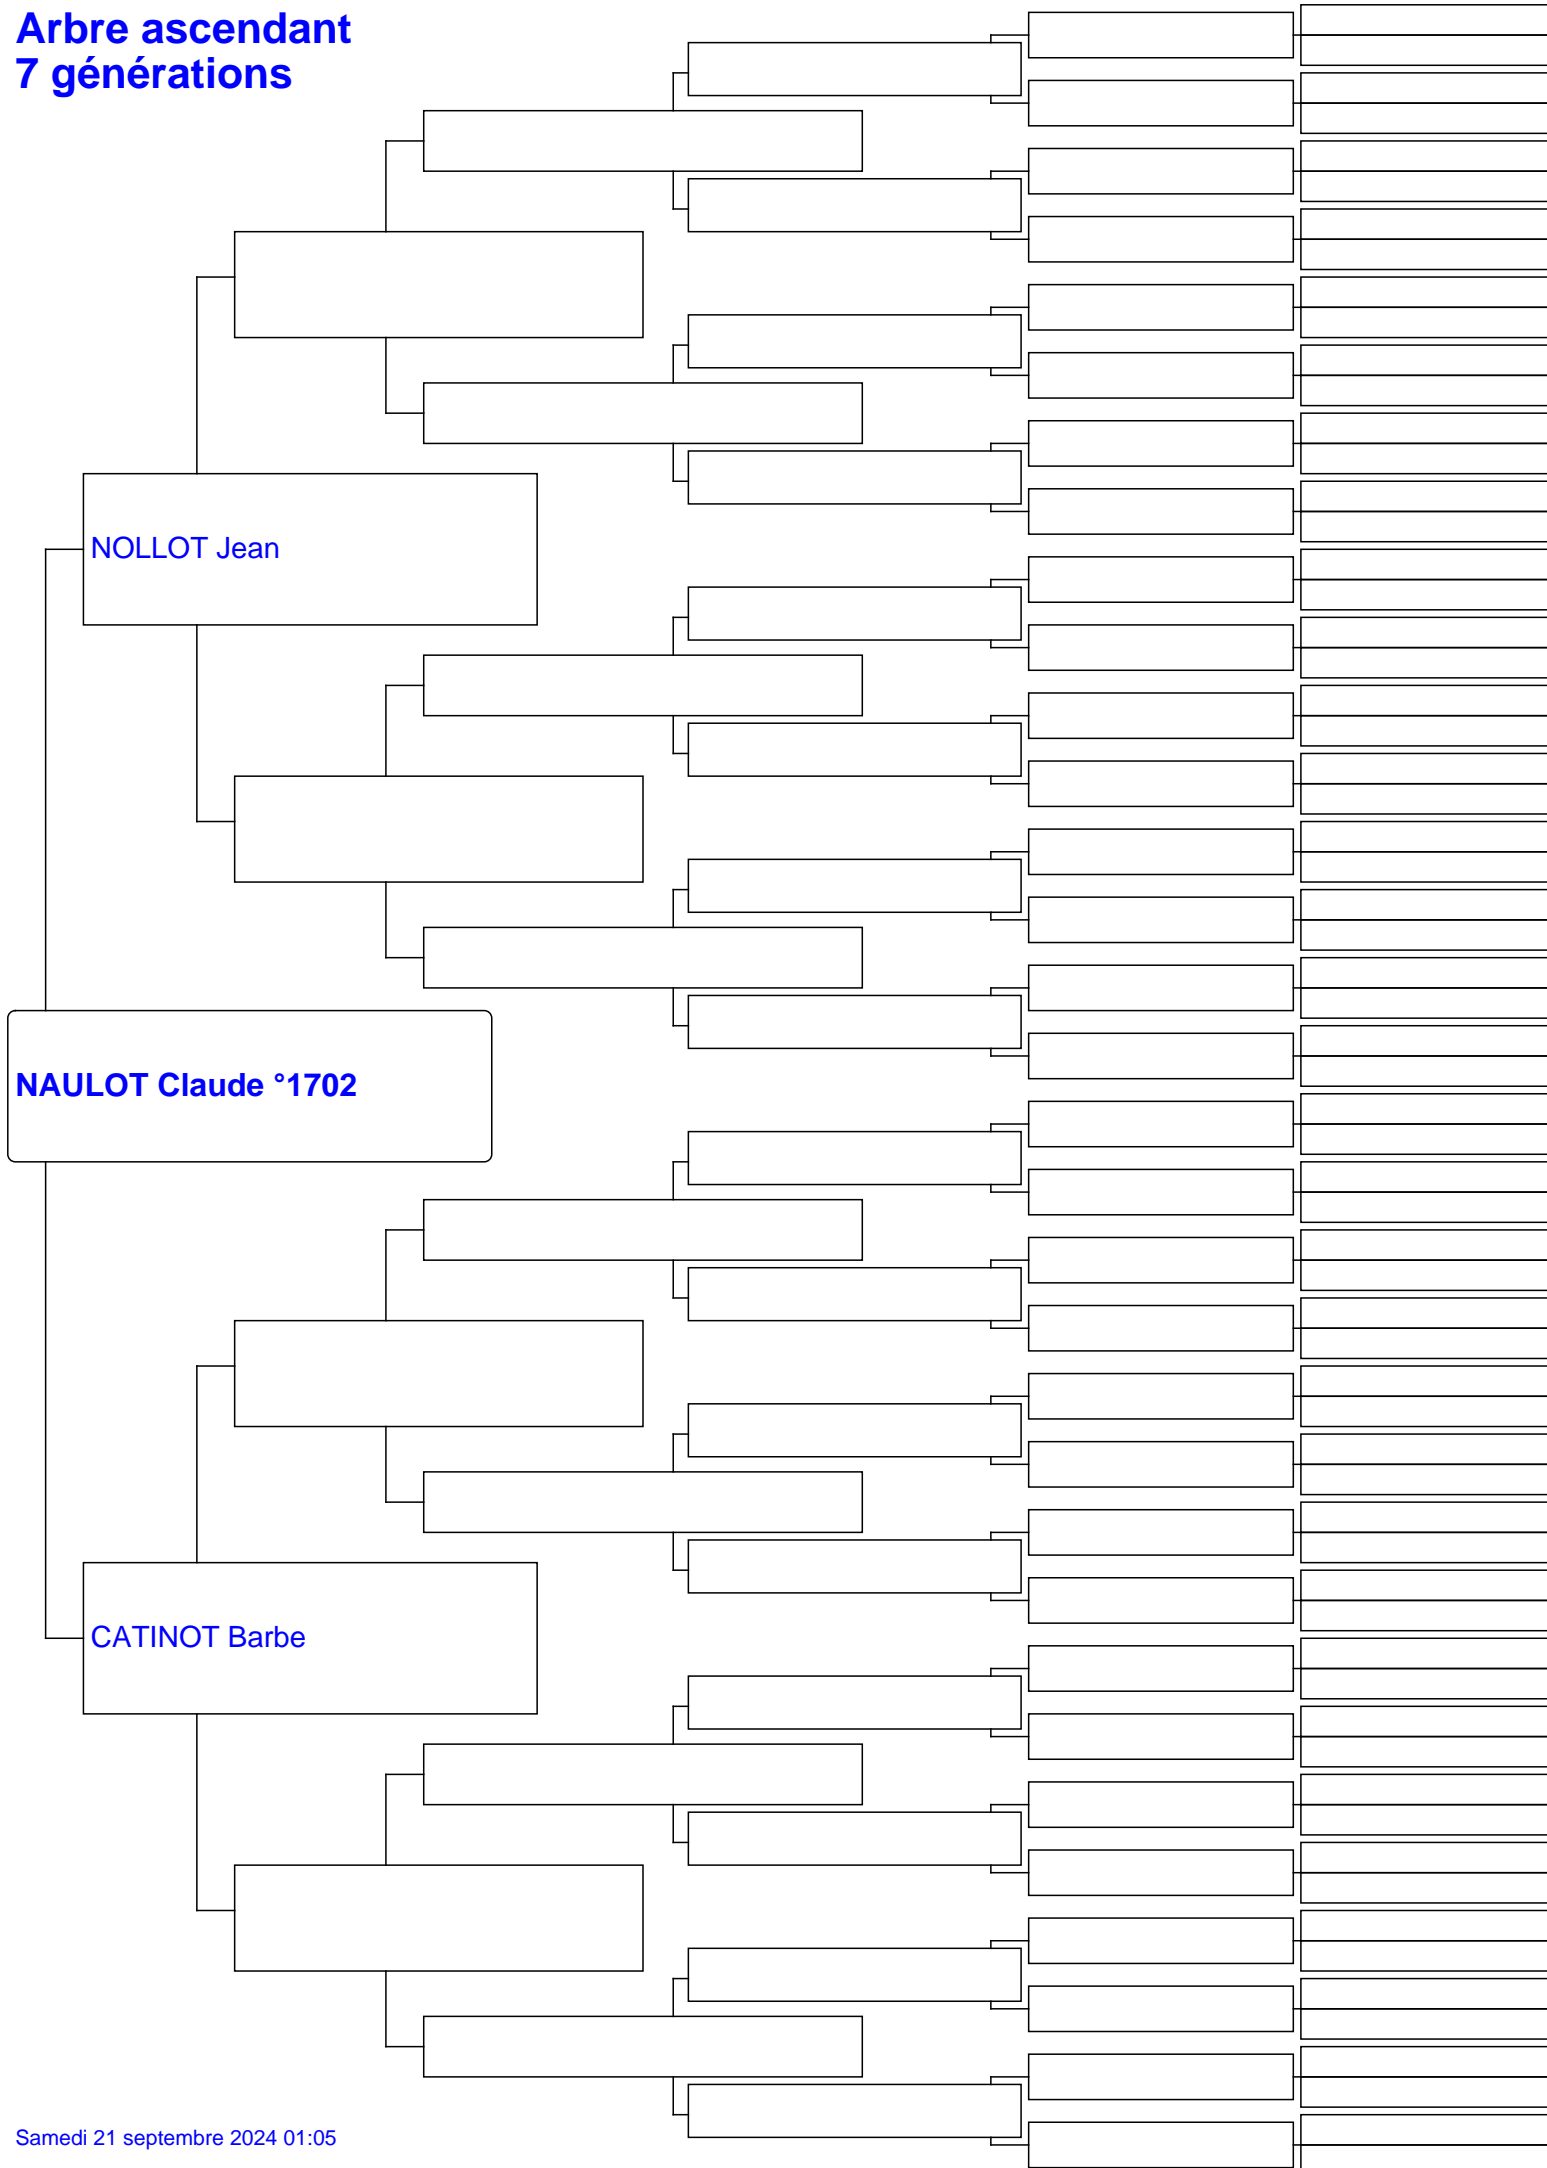 Arbre ascendant
7 générations
NOLLOT Jean
NAULOT Claude °1702
CATINOT Barbe
Samedi 21 septembre 2024 01:05